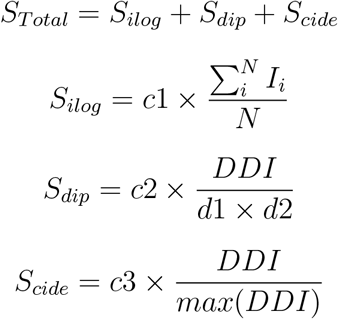 S_{Total} = S_{ilog} + S_{dip} + S_{cide}
S_{ilog} = c1 × \frac{\sum_{i}^{N} I_i}{N}
S_{dip} = c2 × \frac{DDI}{d1 × d2}
S_{cide} = c3 × \frac{DDI}{max(DDI)}